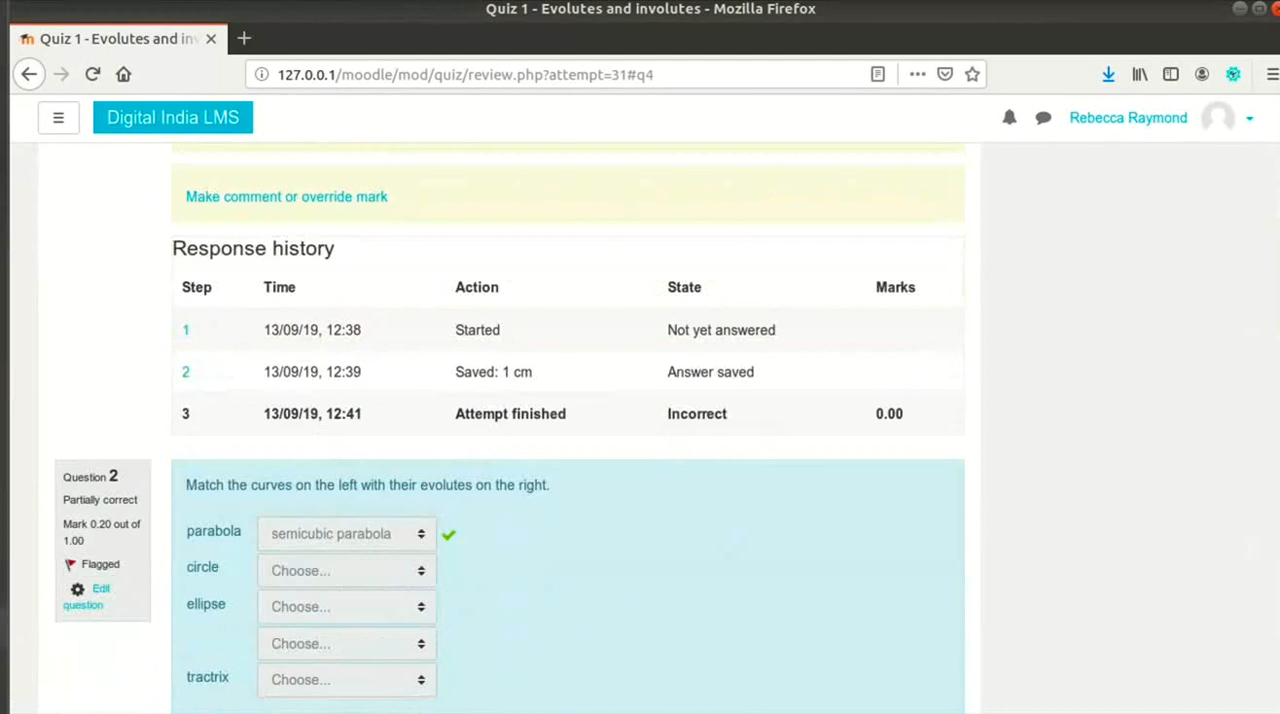 Quiz 1 - Evolutes and involutes - Mozilla Firefox
Quiz 1 - Evolutes and inv
127.0.0.1/moodle/mod/quiz/review.php?attempt=31#q4
Digital India LMS
Rebecca Raymond
Make comment or override mark
Response history
Step Time Action State Marks
1 13/09/19, 12:38 Started Not yet answered
2 13/09/19, 12:39 Saved: 1 cm Answer saved
3 13/09/19, 12:41 Attempt finished Incorrect 0.00
Question 2
Partially correct
Mark 0.20 out of
1.00
Flagged
Edit
question
Match the curves on the left with their evolutes on the right.
parabola semicubic parabola
circle Choose...
ellipse Choose...
Choose...
tractrix Choose...